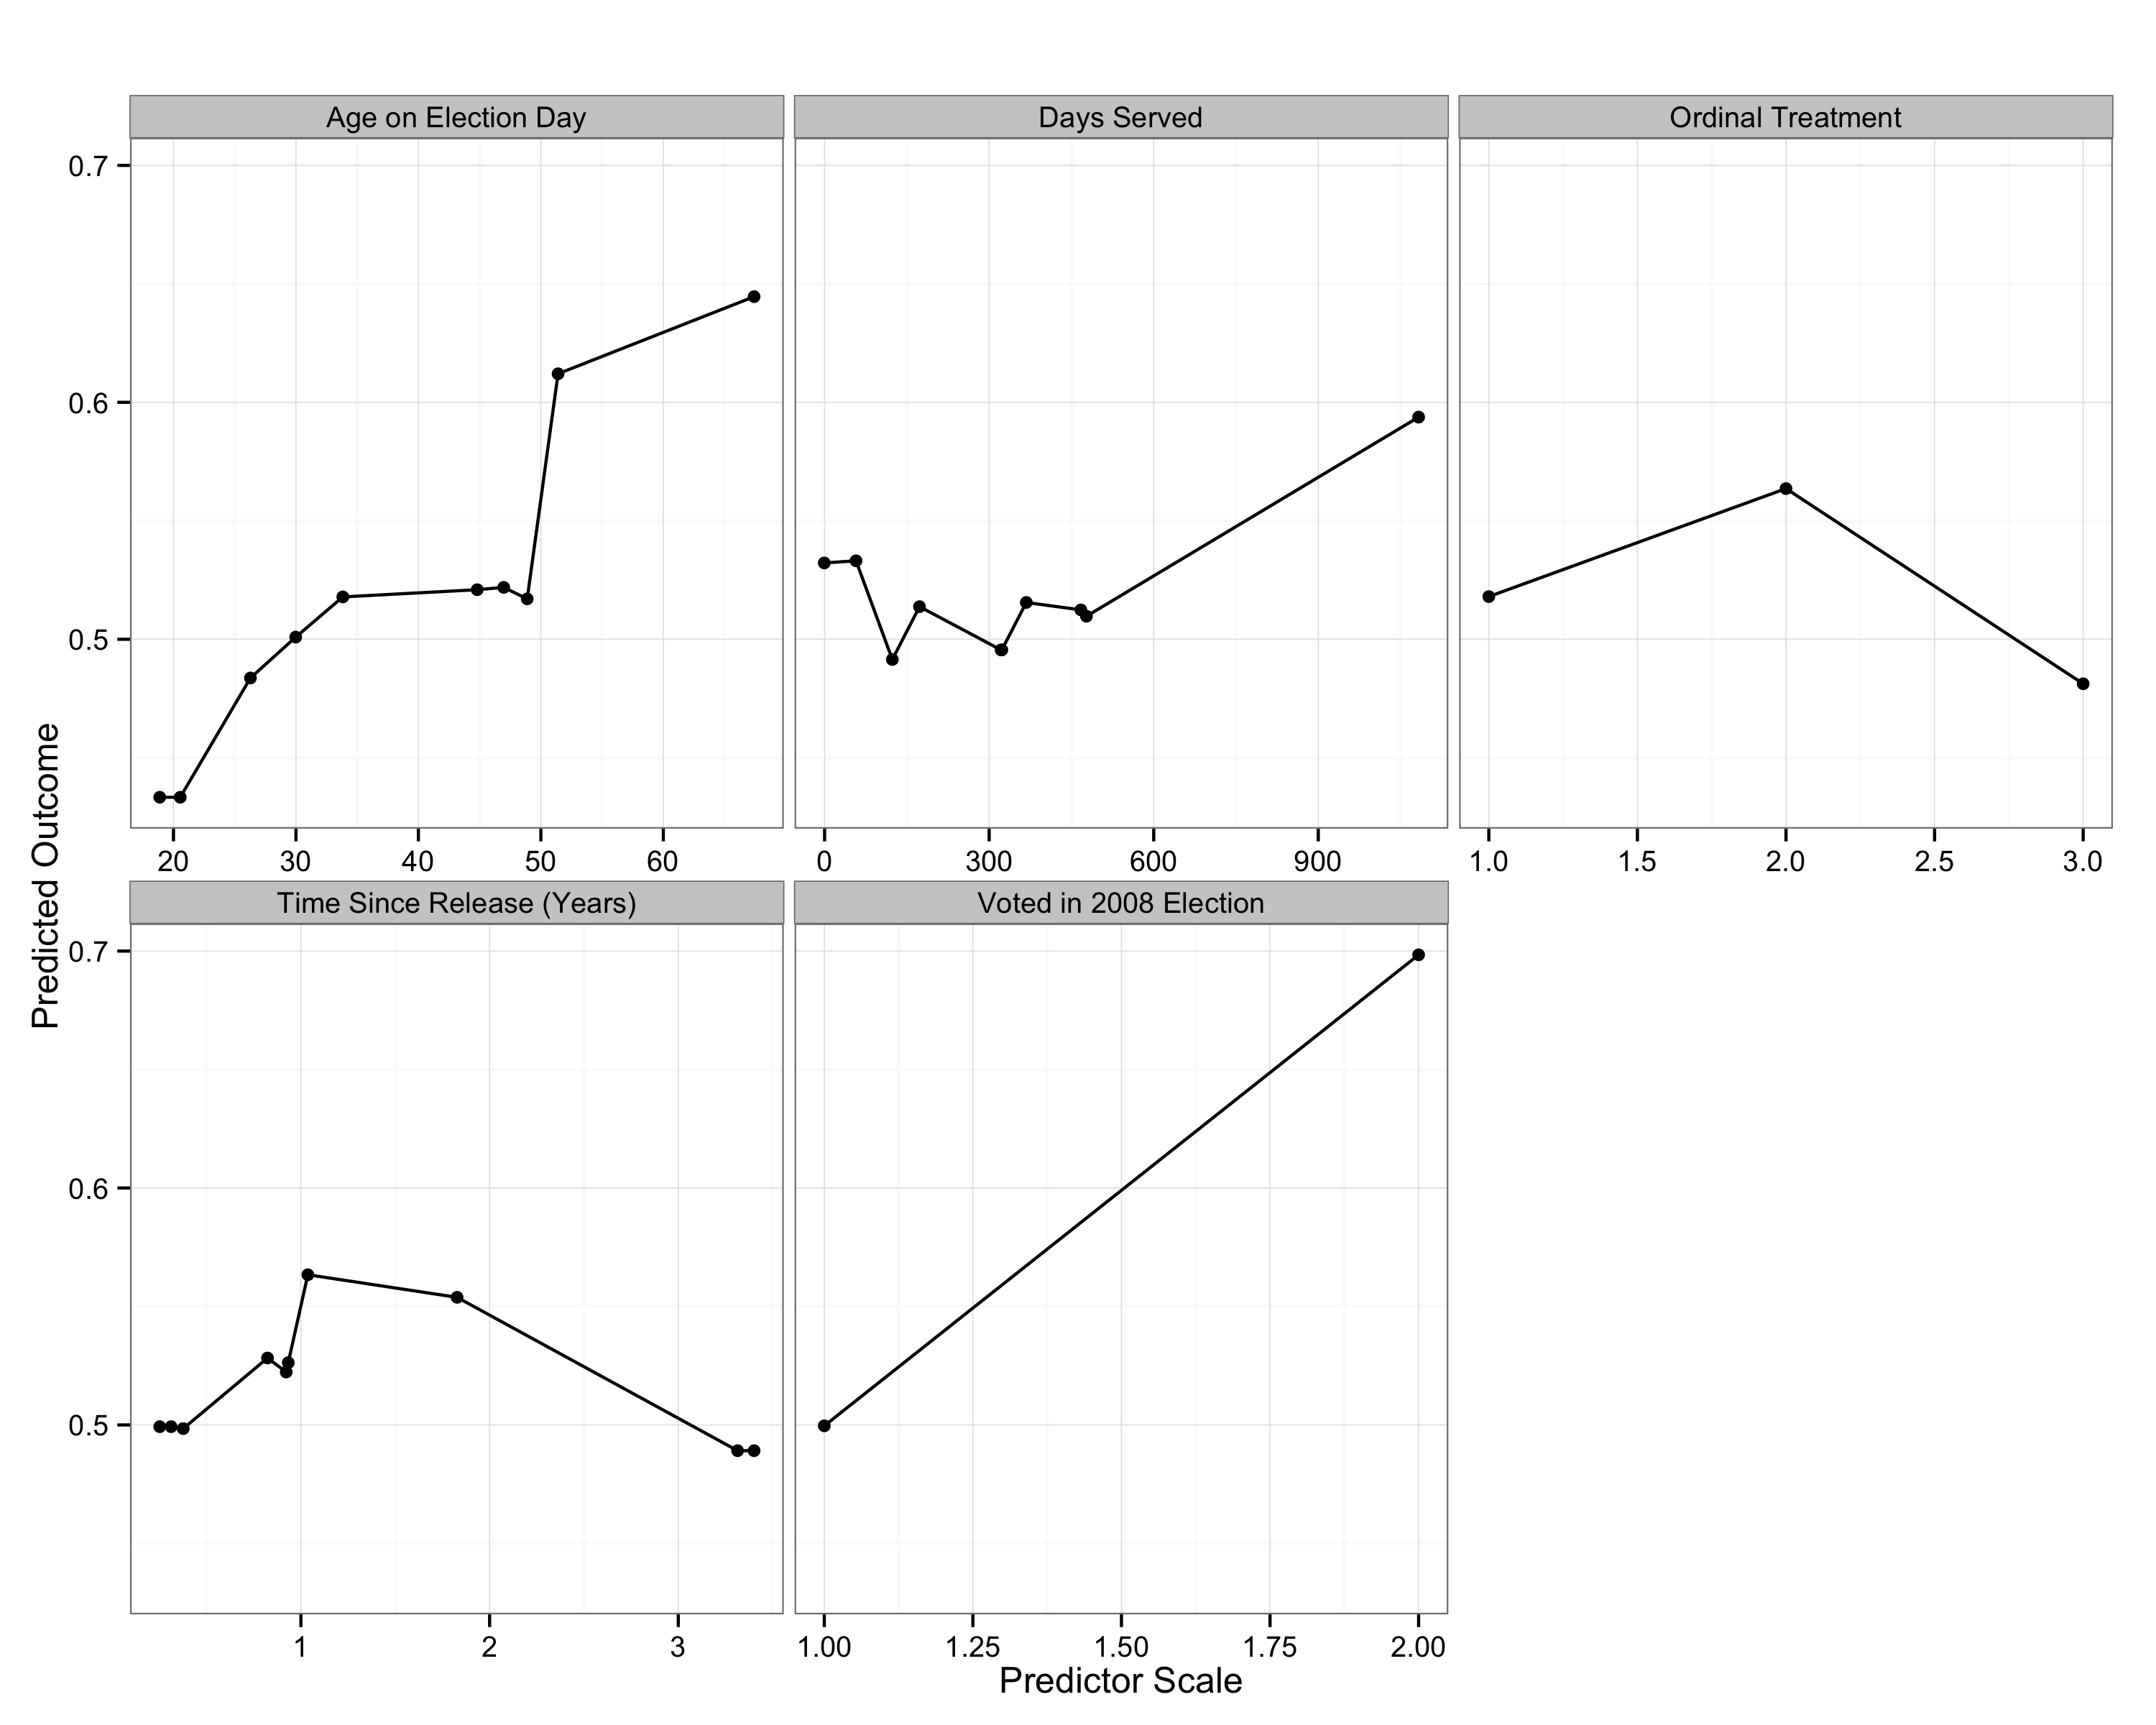 Age on Election Day
Days Served
Ordinal Treatment
0.7
0.6
0.5
20 30 40 50 60
0 300 600 900
1.0 1.5 2.0 2.5 3.0
Predicted Outcome
Time Since Release (Years)
Voted in 2008 Election
0.7
0.6
0.5
1 2 3
1.00 1.25 1.50 1.75 2.00
Predictor Scale